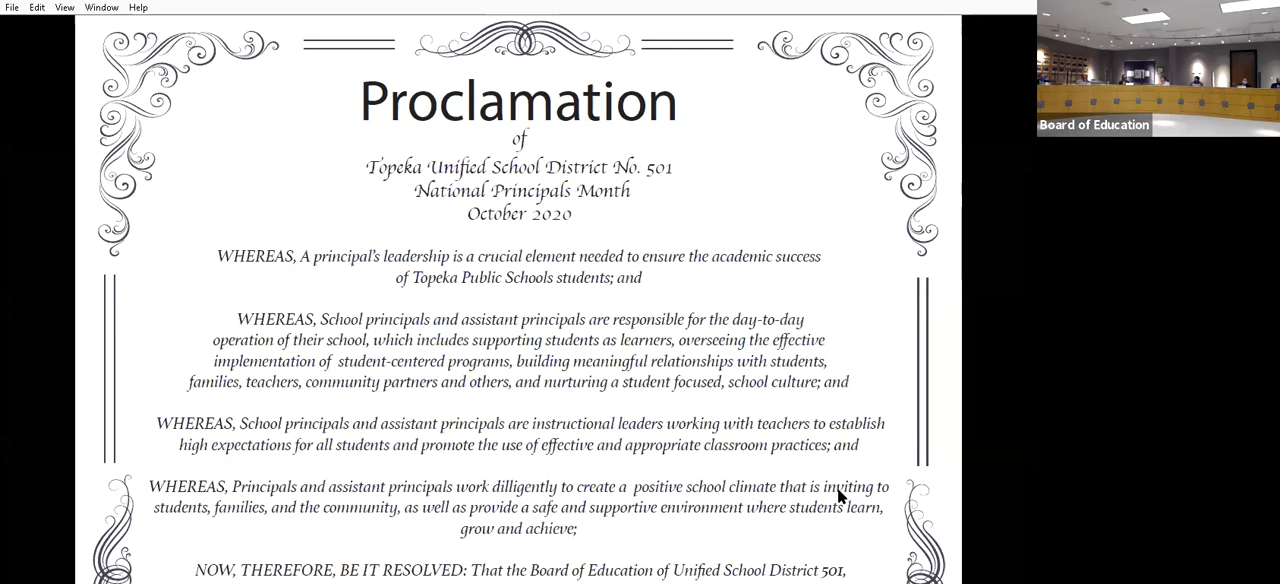 File Edit View Window Help
Board of Education
Proclamation
of
Topeka Unified School District No. 501
National Principals Month
October 2020
WHEREAS, A principal's leadership is a crucial element needed to ensure the academic success
of Topeka Public Schools students; and
WHEREAS, School principals and assistant principals are responsible for the day-to-day
operation of their school, which includes supporting students as learners, overseeing the effective
implementation of student-centered programs, building meaningful relationships with students,
families, teachers, community partners and others, and nurturing a student focused, school culture; and
WHEREAS, School principals and assistant principals are instructional leaders working with teachers to establish
high expectations for all students and promote the use of effective and appropriate classroom practices; and
WHEREAS, Principals and assistant principals work dilligently to create a positive school climate that is inviting to
students, families, and the community, as well as provide a safe and supportive environment where students learn,
grow and achieve;
NOW, THEREFORE, BE IT RESOLVED: That the Board of Education of Unified School District 501,